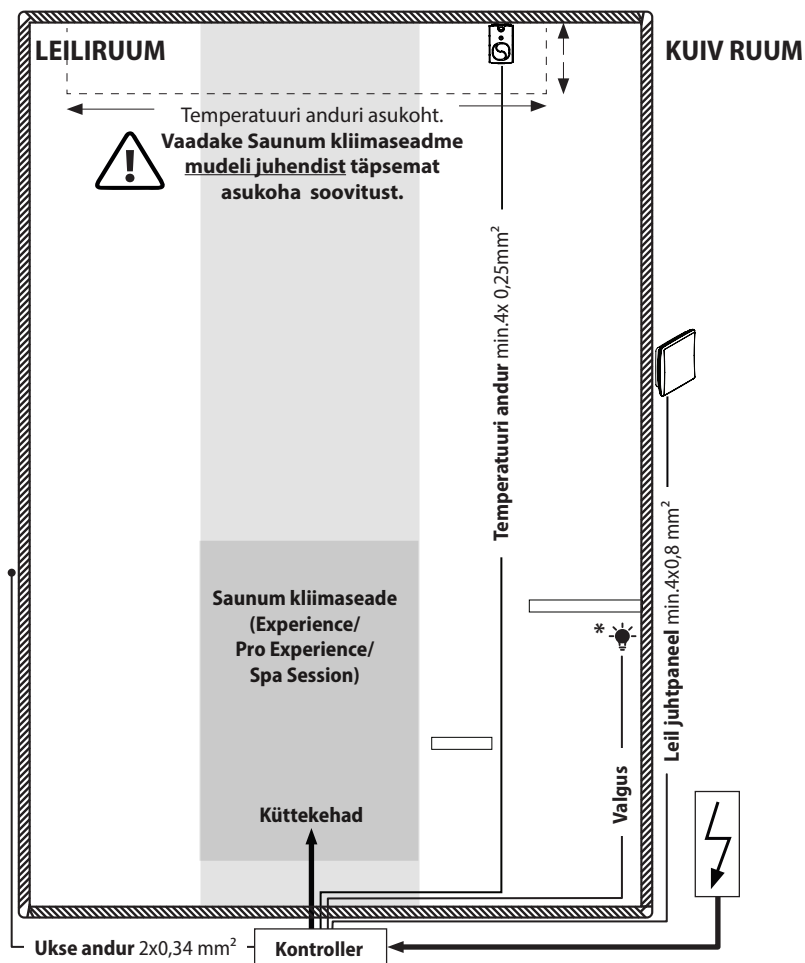 LEILIRUUM
KUIV RUUM
Temperatuuri anduri asukoht.
Vaadake Saunum kliimaseadme
mudeli juhendist täpsemat
asukoha soovitust.
Temperatuuri andur min.4x 0,25mm²
Leil juhtpaneel min.4x0,8 mm²
Saunum kliimaseade
(Experience/
Pro Experience/
Spa Session)
*
Valgus
Küttekehad
Ukse andur 2x0,34 mm²
Kontroller